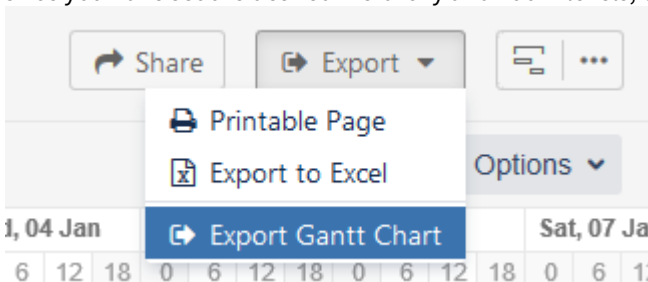 Share Export
Printable Page
Export to Excel
Options
Export Gantt Chart
04 Jan Sat, 07
6 12 18 0 6 12 18 0 6 12 18 0 6